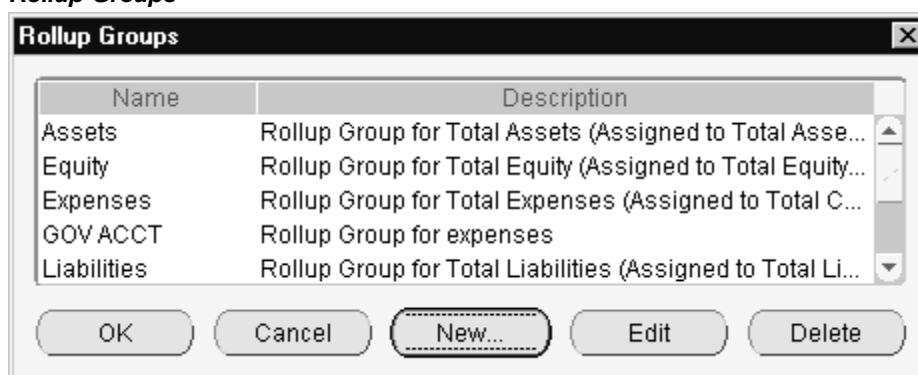 Rollup Groups
Rollup Groups
Name Description
Assets Rollup Group for Total Assets (Assigned to Total Asse...
Equity Rollup Group for Total Equity (Assigned to Total Equity...
Expenses Rollup Group for Total Expenses (Assigned to Total C...
GOV ACCT Rollup Group for expenses
Liabilities Rollup Group for Total Liabilities (Assigned to Total Li...
OK Cancel New... Edit Delete